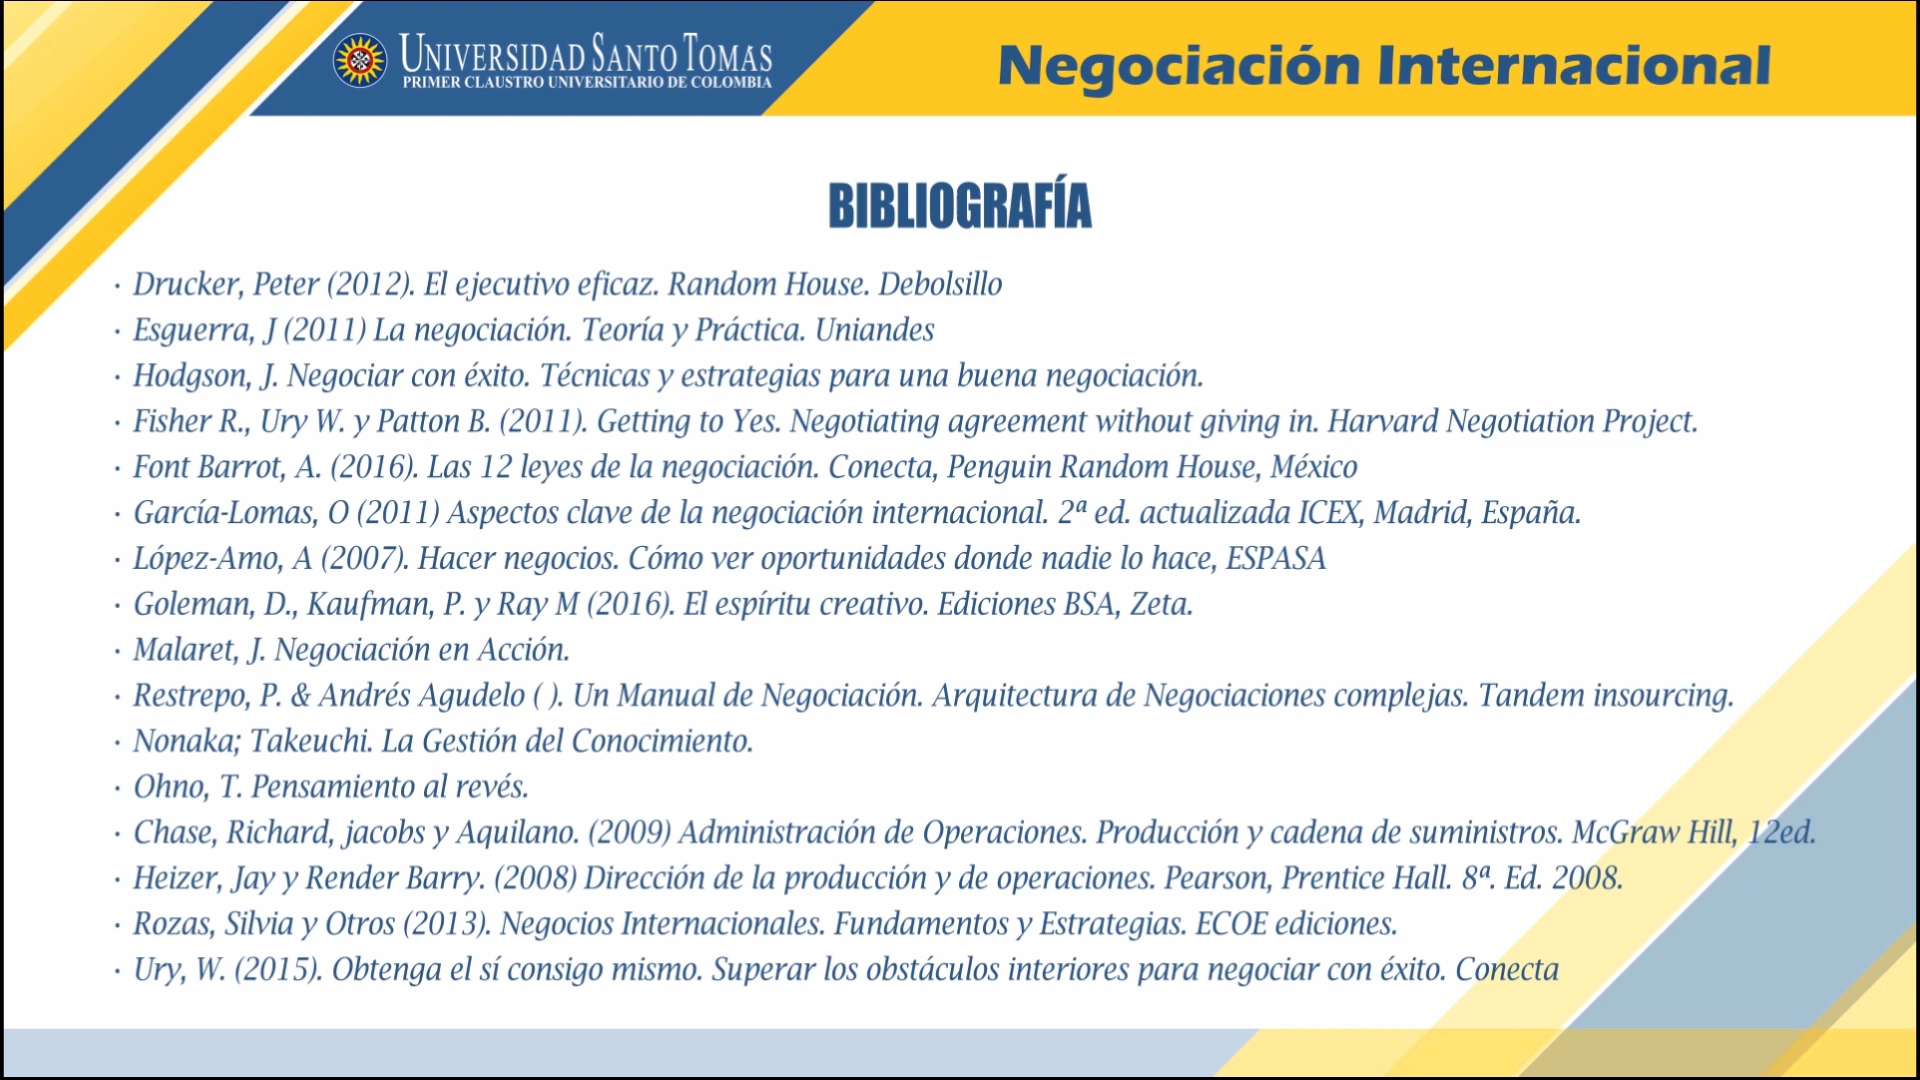 UNIVERSIDAD SANTO TOMAS
PRIMER CLAUSTRO UNIVERSITARIO DE COLOMBIA
Negociación Internacional
BIBLIOGRAFÍA
· Drucker, Peter (2012). El ejecutivo eficaz. Random House. Debolsillo
· Esguerra, J (2011) La negociación. Teoría y Práctica. Uniandes
· Hodgson, J. Negociar con éxito. Técnicas y estrategias para una buena negociación.
· Fisher R., Ury W. y Patton B. (2011). Getting to Yes. Negotiating agreement without giving in. Harvard Negotiation Project.
· Font Barrot, A. (2016). Las 12 leyes de la negociación. Conecta, Penguin Random House, México
· García-Lomas, O (2011) Aspectos clave de la negociación internacional. 2ª ed. actualizada ICEX, Madrid, España.
· López-Amo, A (2007). Hacer negocios. Cómo ver oportunidades donde nadie lo hace, ESPASA
· Goleman, D., Kaufman, P. y Ray M (2016). El espíritu creativo. Ediciones BSA, Zeta.
· Malaret, J. Negociación en Acción.
· Restrepo, P. & Andrés Agudelo ( ). Un Manual de Negociación. Arquitectura de Negociaciones complejas. Tandem insourcing.
· Nonaka; Takeuchi. La Gestión del Conocimiento.
· Ohno, T. Pensamiento al revés.
· Chase, Richard, jacobs y Aquilano. (2009) Administración de Operaciones. Producción y cadena de suministros. McGraw Hill, 12ed.
· Heizer, Jay y Render Barry. (2008) Dirección de la producción y de operaciones. Pearson, Prentice Hall. 8ª. Ed. 2008.
· Rozas, Silvia y Otros (2013). Negocios Internacionales. Fundamentos y Estrategias. ECOE ediciones.
· Ury, W. (2015). Obtenga el sí consigo mismo. Superar los obstáculos interiores para negociar con éxito. Conecta